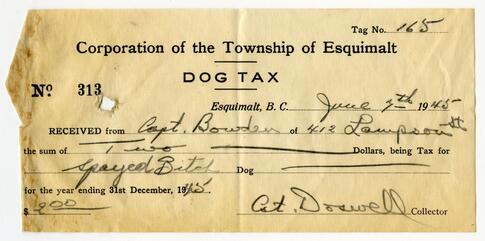 Tag No. 165
Corporation of the Township of Esquimalt
DOG TAX
No. 313
Esquimalt, B. C. June 7th 1945
RECEIVED from Capt. Bowden of 412 Lampson St
the sum of Two Dollars, being Tax for
Spayed Bitch Dog
for the year ending 31st December, 1945.
$ 2.00 Collector